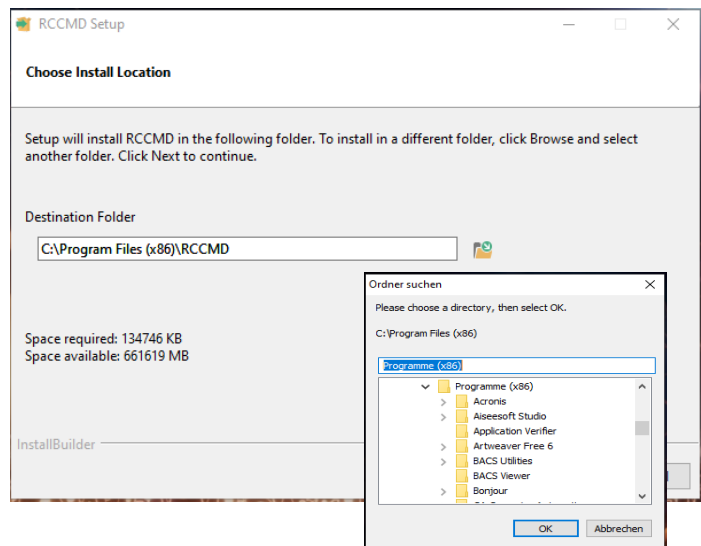 RCCMD Setup
Choose Install Location
Setup will install RCCMD in the following folder. To install in a different folder, click Browse and select
another folder. Click Next to continue.
Destination Folder
C:\Program Files (x86)\RCCMD
Space required: 134746 KB
Space available: 661619 MB
InstallBuilder
Ordner suchen
Please choose a directory, then select OK.
C:\Program Files (x86)
Programme (x86)
Programme (x86)
Acronis
Aiseesoft Studio
Application Verifier
Artweaver Free 6
BACS Utilities
BACS Viewer
Bonjour
OK
Abbrechen